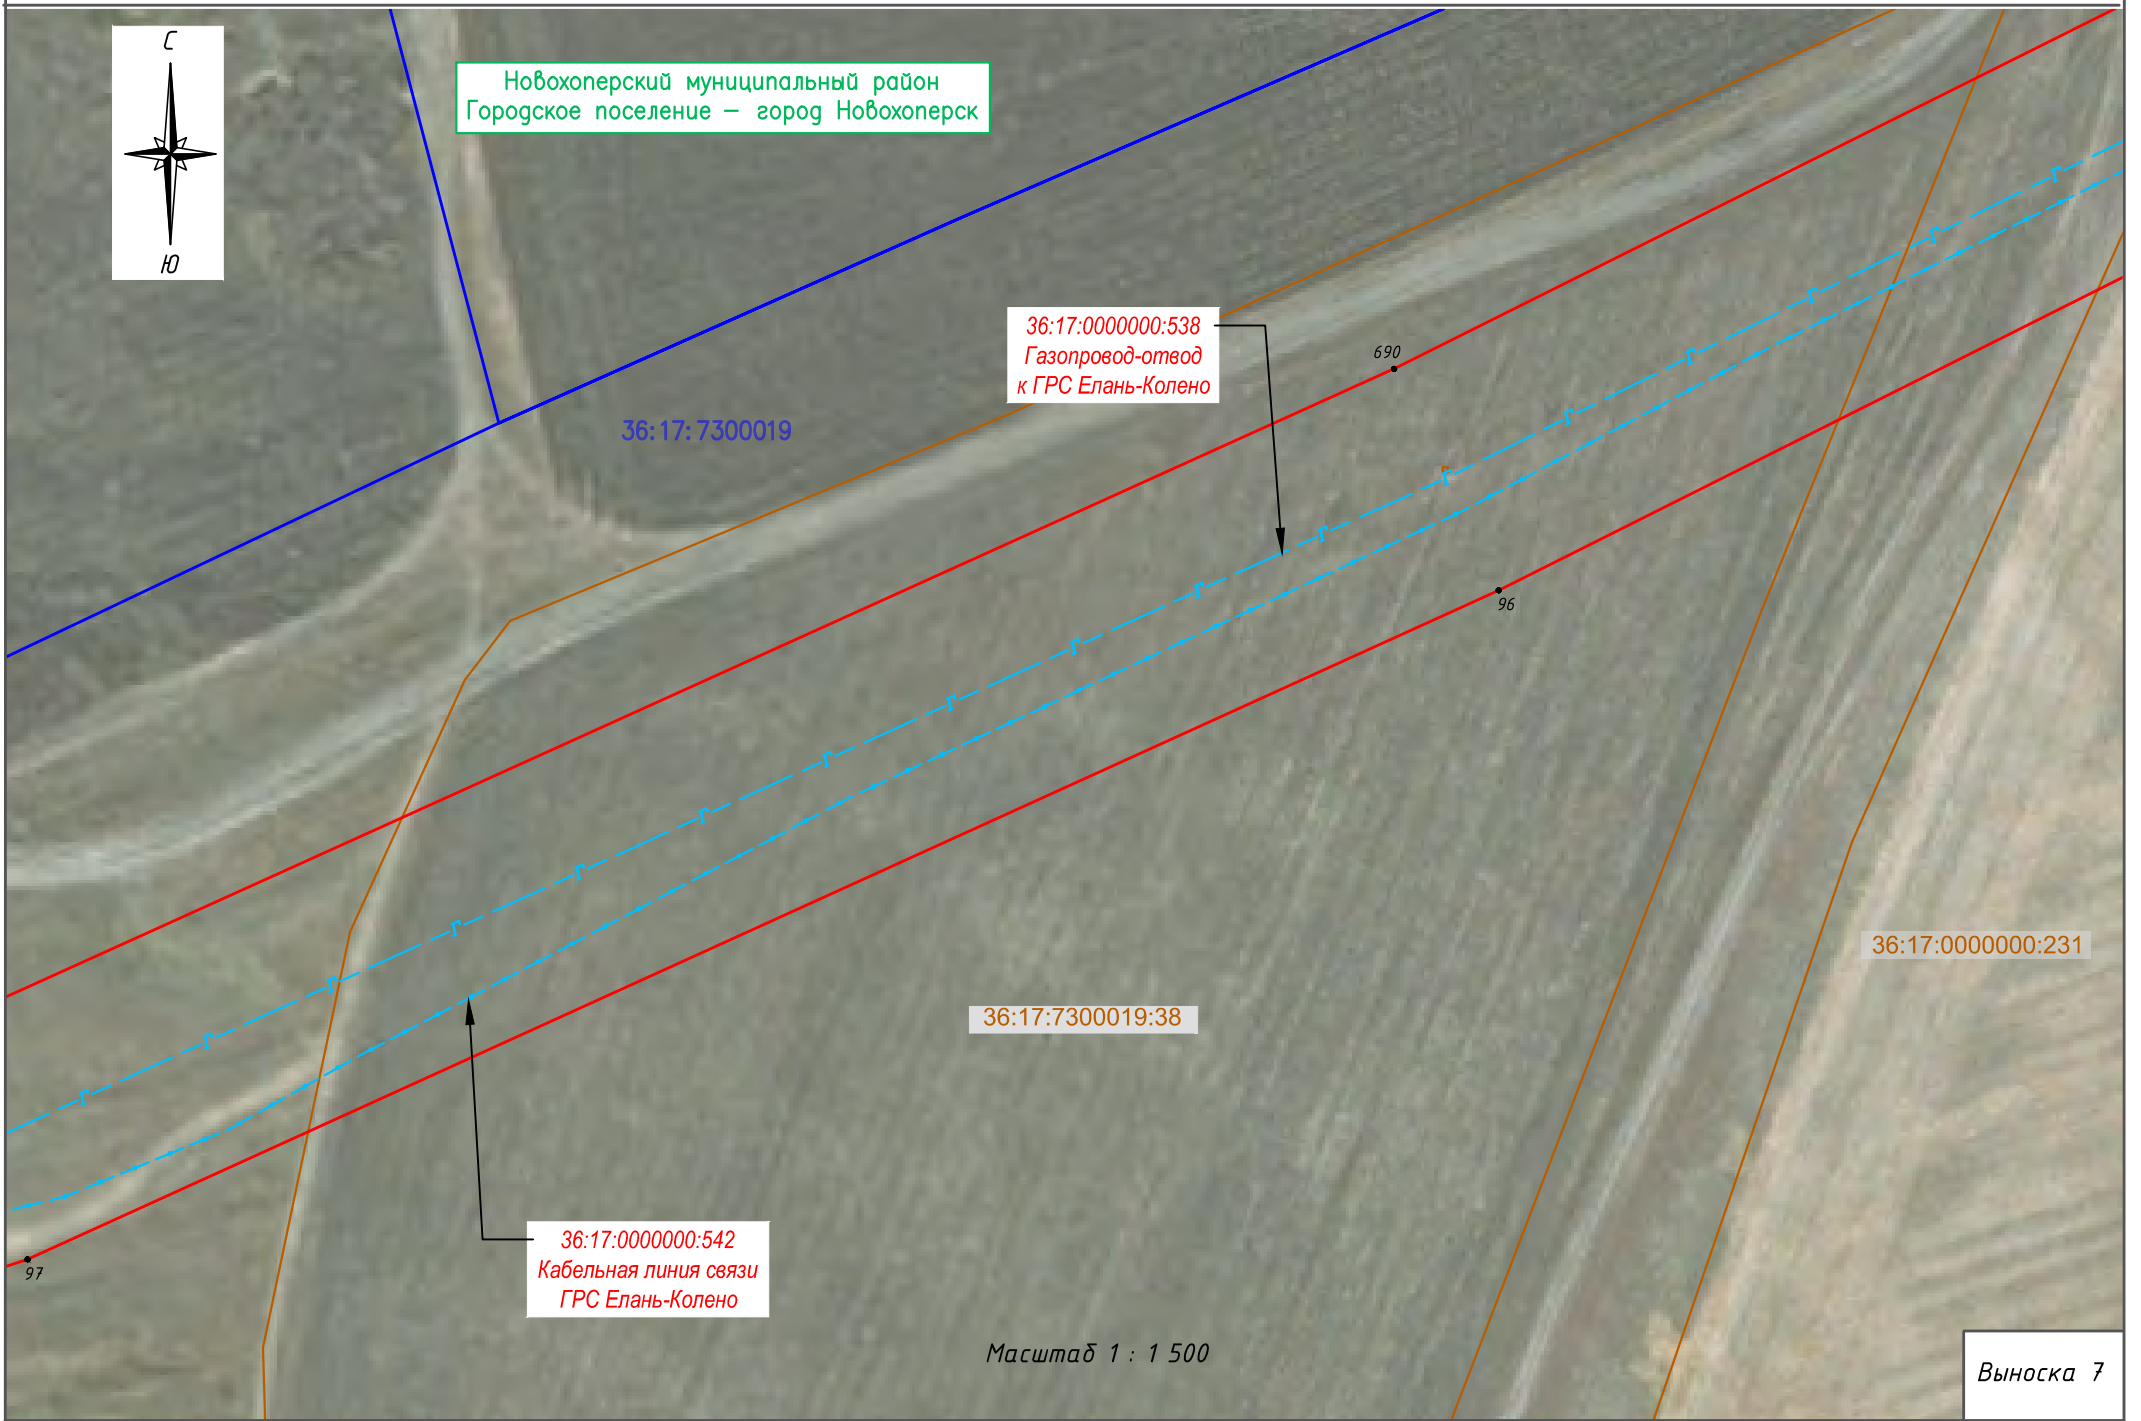 С
Ю
Новохоперский муниципальный район
Городское поселение – город Новохоперск
36:17:0000000:538
Газопровод-отвод
к ГРС Елань-Колено
690
36:17:7300019
96
36:17:0000000:231
36:17:7300019:38
36:17:0000000:542
Кабельная линия связи
ГРС Елань-Колено
97
Масштаб 1 : 1 500
Выноска 7